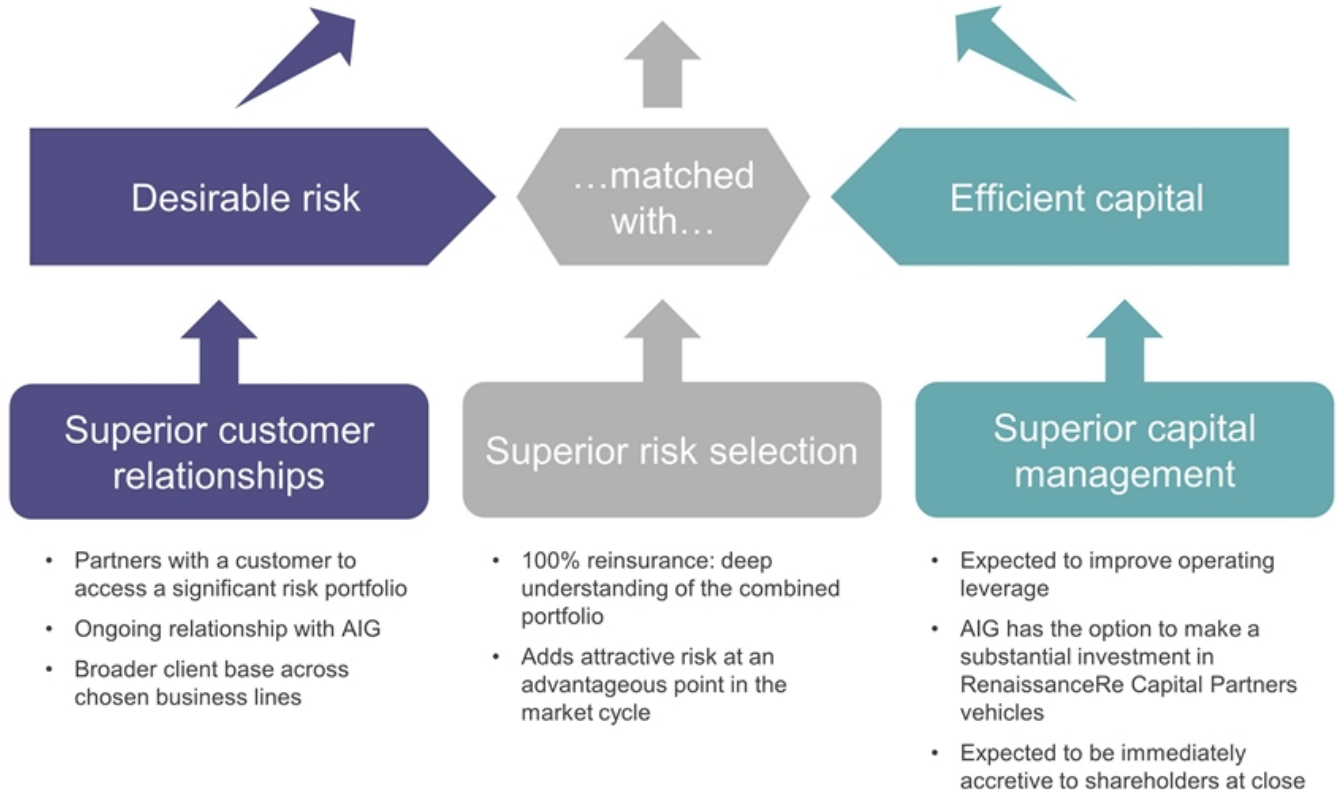 Desirable risk
…matched
with…
Efficient capital
Superior customer
relationships
• Partners with a customer to
access a significant risk portfolio
• Ongoing relationship with AIG
• Broader client base across
chosen business lines
Superior risk selection
• 100% reinsurance: deep
understanding of the combined
portfolio
• Adds attractive risk at an
advantageous point in the
market cycle
Superior capital
management
• Expected to improve operating
leverage
• AIG has the option to make a
substantial investment in
RenaissanceRe Capital Partners
vehicles
• Expected to be immediately
accretive to shareholders at close